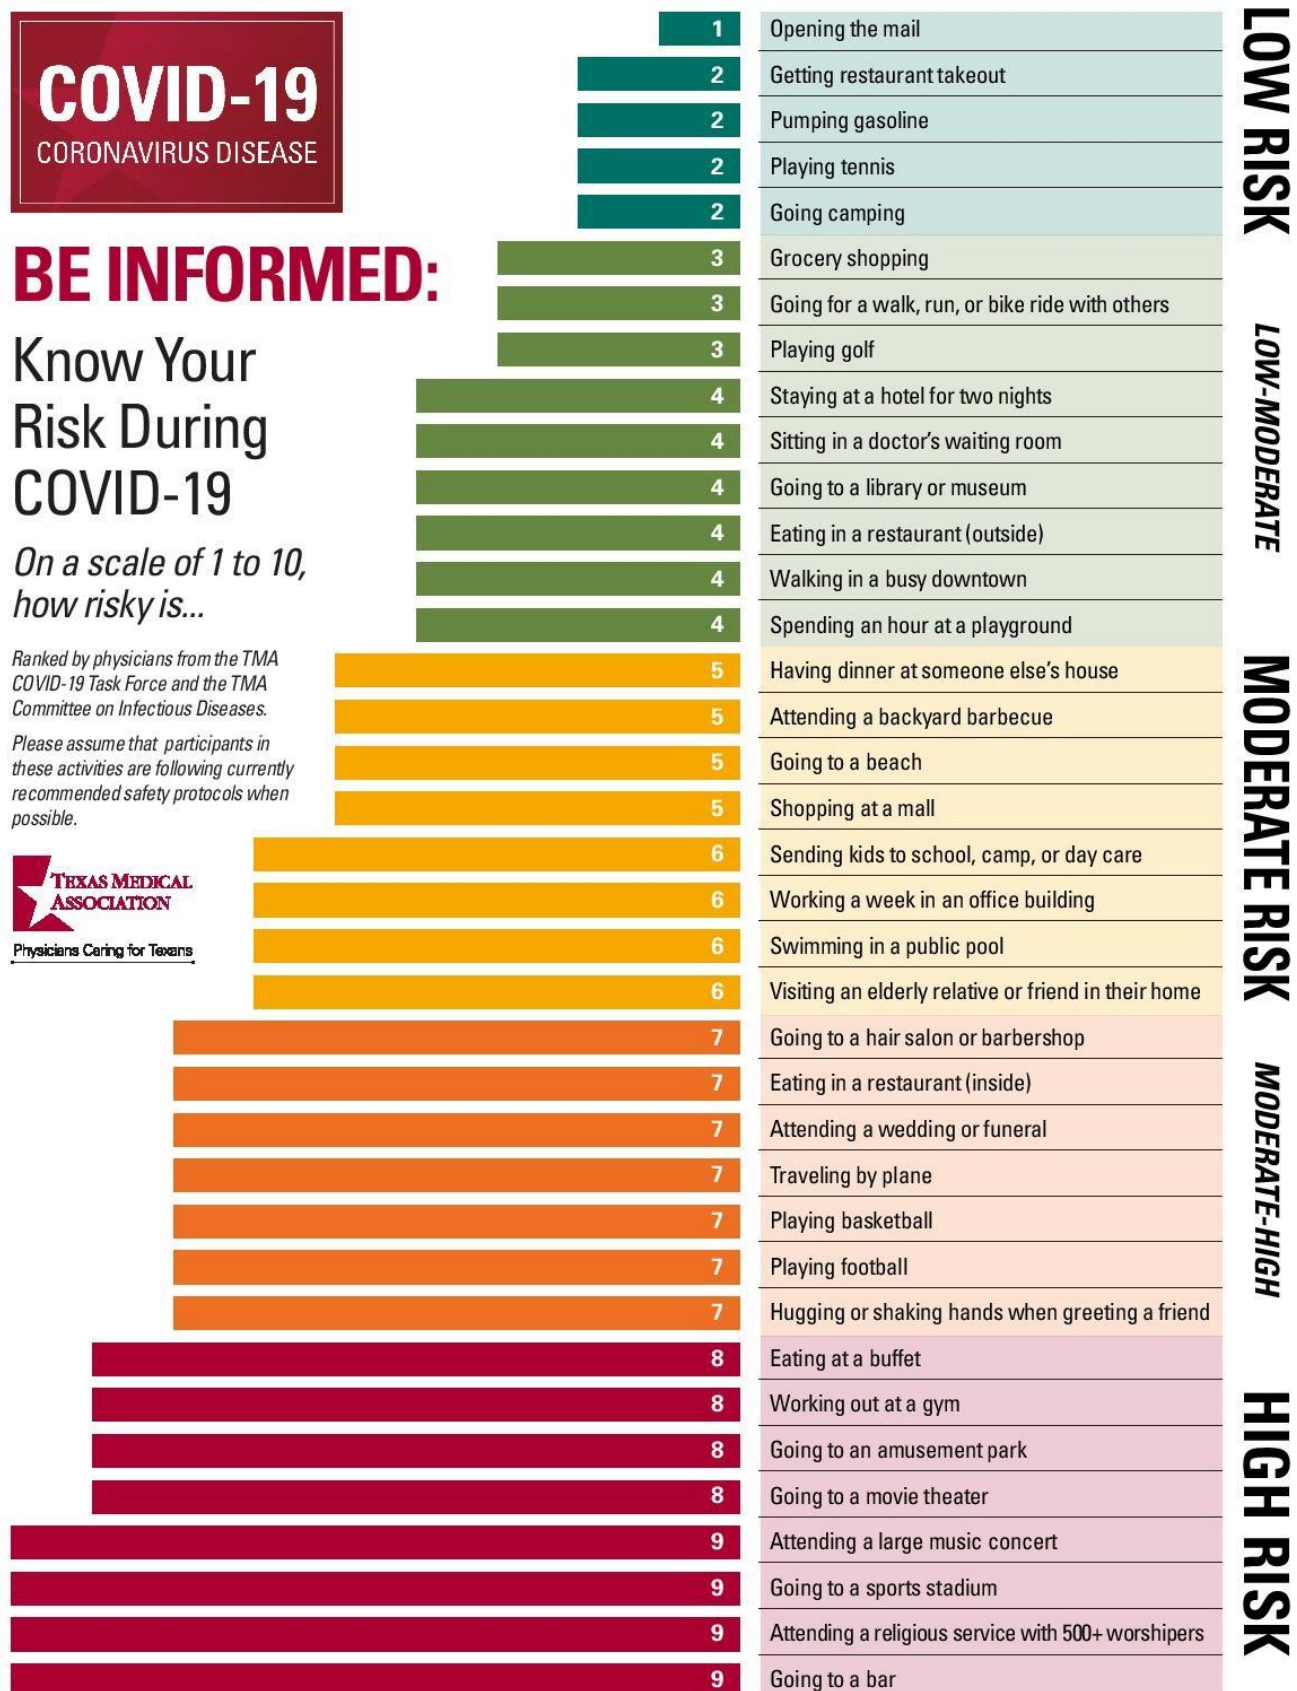 COVID-19
CORONAVIRUS DISEASE
BE INFORMED:
Know Your
Risk During
COVID-19
On a scale of 1 to 10,
how risky is...
Ranked by physicians from the TMA
COVID-19 Task Force and the TMA
Committee on Infectious Diseases.
Please assume that participants in
these activities are following currently
recommended safety protocols when
possible.
TEXAS MEDICAL
ASSOCIATION
Physicians Caring for Texans
LOW RISK
1 Opening the mail
2 Getting restaurant takeout
2 Pumping gasoline
2 Playing tennis
2 Going camping
LOW-MODERATE
3 Grocery shopping
3 Going for a walk, run, or bike ride with others
3 Playing golf
4 Staying at a hotel for two nights
4 Sitting in a doctor's waiting room
4 Going to a library or museum
4 Eating in a restaurant (outside)
4 Walking in a busy downtown
4 Spending an hour at a playground
MODERATE RISK
5 Having dinner at someone else's house
5 Attending a backyard barbecue
5 Going to a beach
5 Shopping at a mall
6 Sending kids to school, camp, or day care
6 Working a week in an office building
6 Swimming in a public pool
6 Visiting an elderly relative or friend in their home
MODERATE-HIGH
7 Going to a hair salon or barbershop
7 Eating in a restaurant (inside)
7 Attending a wedding or funeral
7 Traveling by plane
7 Playing basketball
7 Playing football
7 Hugging or shaking hands when greeting a friend
HIGH RISK
8 Eating at a buffet
8 Working out at a gym
8 Going to an amusement park
8 Going to a movie theater
9 Attending a large music concert
9 Going to a sports stadium
9 Attending a religious service with 500+ worshipers
9 Going to a bar